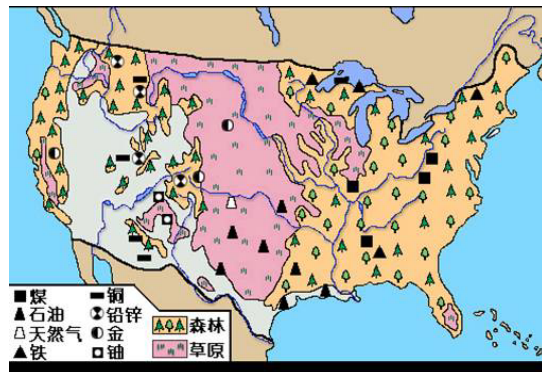 煤 铜
石油 铅锌
天然气 金 森林
铁 铀 草原